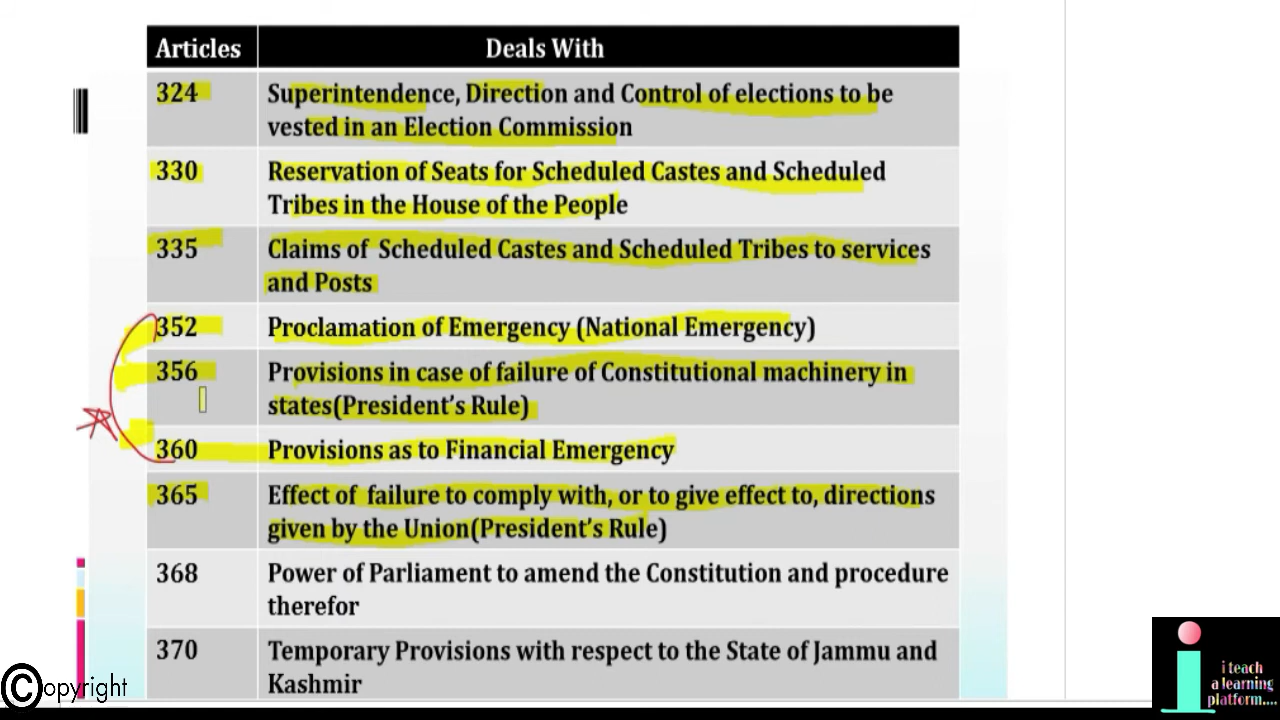 Articles Deals With
324 Superintendence, Direction and Control of elections to be
vested in an Election Commission
330 Reservation of Seats for Scheduled Castes and Scheduled
Tribes in the House of the People
335 Claims of Scheduled Castes and Scheduled Tribes to services
and Posts
352 Proclamation of Emergency (National Emergency)
356 Provisions in case of failure of Constitutional machinery in
states(President's Rule)
360 Provisions as to Financial Emergency
365 Effect of failure to comply with, or to give effect to, directions
given by the Union(President's Rule)
368 Power of Parliament to amend the Constitution and procedure
therefor
370 Temporary Provisions with respect to the State of Jammu and
Kashmir
©opyright
i
i teach
a learning
platform....